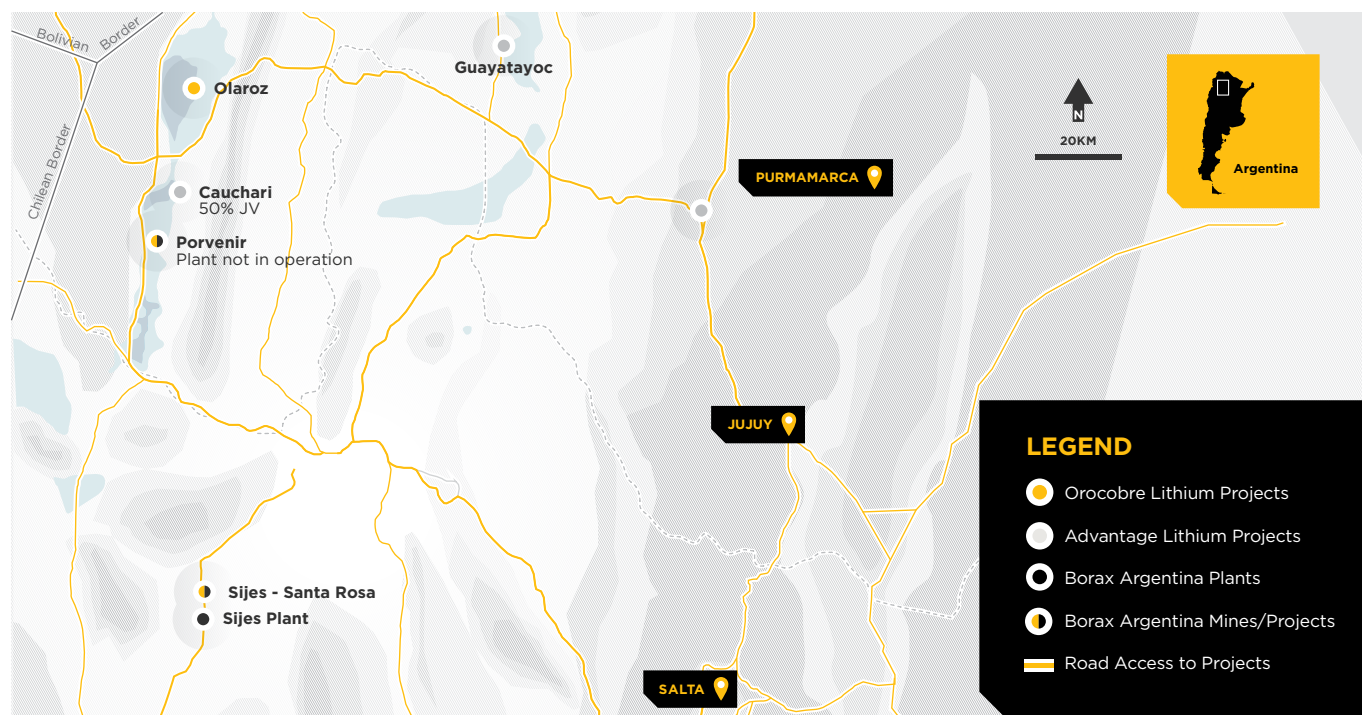 Bolivian Border
Guayatayoc
Olaroz
N
20KM
Argentina
Chilean Border
PURMAMARCA
Cauchari
50% JV
Porvenir
Plant not in operation
JUJUY
LEGEND
Orocobre Lithium Projects
Advantage Lithium Projects
Borax Argentina Plants
Borax Argentina Mines/Projects
Road Access to Projects
Sijes - Santa Rosa
Sijes Plant
SALTA